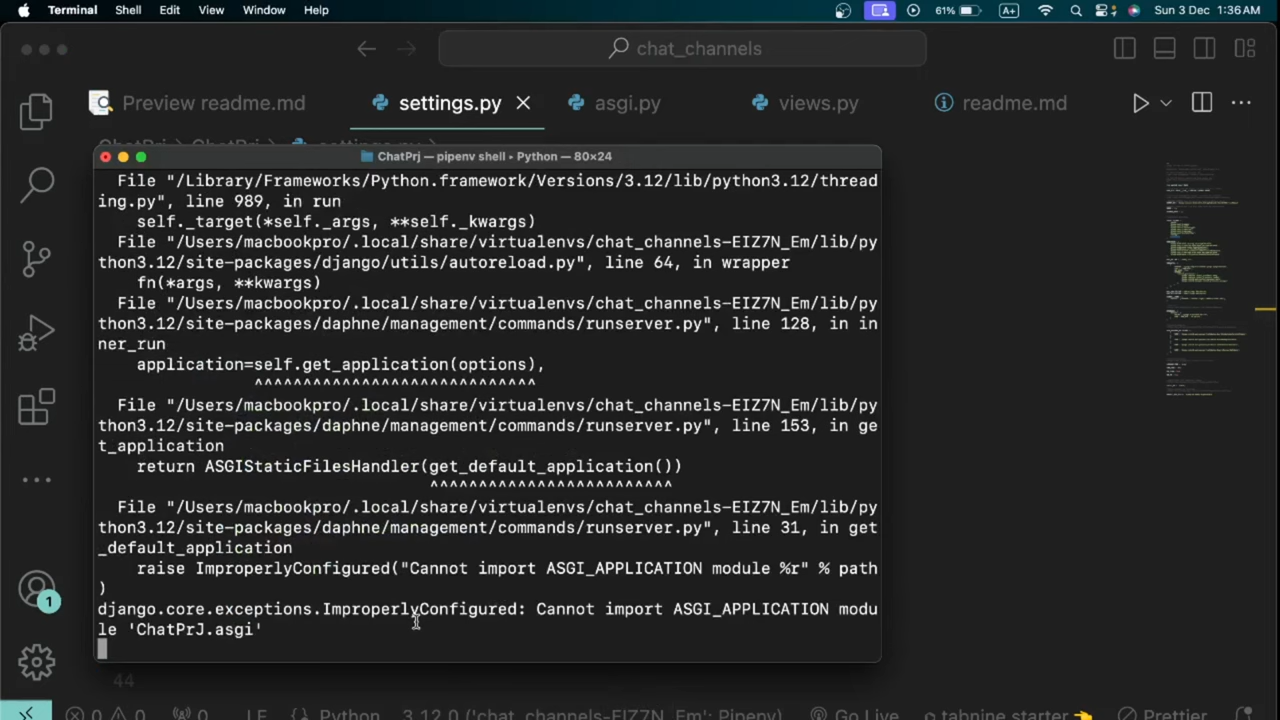 Terminal Shell Edit View Window Help 61% A+ Sun 3 Dec 1:36 AM
chat_channels
Preview readme.md settings.py asgi.py views.py readme.md
ChatPrj — pipenv shell ▸ Python — 80×24
File "/Library/Frameworks/Python.framework/Versions/3.12/lib/python3.12/thread
ing.py", line 989, in run
self._target(*self._args, **self._kwargs)
File "/Users/macbookpro/.local/share/virtualenvs/chat_channels-EIZ7N_Em/lib/py
thon3.12/site-packages/django/utils/autoreload.py", line 64, in wrapper
fn(*args, **kwargs)
File "/Users/macbookpro/.local/share/virtualenvs/chat_channels-EIZ7N_Em/lib/py
thon3.12/site-packages/daphne/management/commands/runserver.py", line 128, in in
ner_run
application=self.get_application(options),
^^^^^^^^^^^^^^^^^^^^^^^^^^^^^
File "/Users/macbookpro/.local/share/virtualenvs/chat_channels-EIZ7N_Em/lib/py
thon3.12/site-packages/daphne/management/commands/runserver.py", line 153, in ge
t_application
return ASGIStaticFilesHandler(get_default_application())
^^^^^^^^^^^^^^^^^^^^^^^^^
File "/Users/macbookpro/.local/share/virtualenvs/chat_channels-EIZ7N_Em/lib/py
thon3.12/site-packages/daphne/management/commands/runserver.py", line 31, in get
_default_application
raise ImproperlyConfigured("Cannot import ASGI_APPLICATION module %r" % path
)
django.core.exceptions.ImproperlyConfigured: Cannot import ASGI_APPLICATION modu
le 'ChatPrJ.asgi'
1
44
0 0 0 LF Python 3.12.0 ('chat_channels-EIZ7N_Em': Pipenv) Go Live tabnine starter Prettier